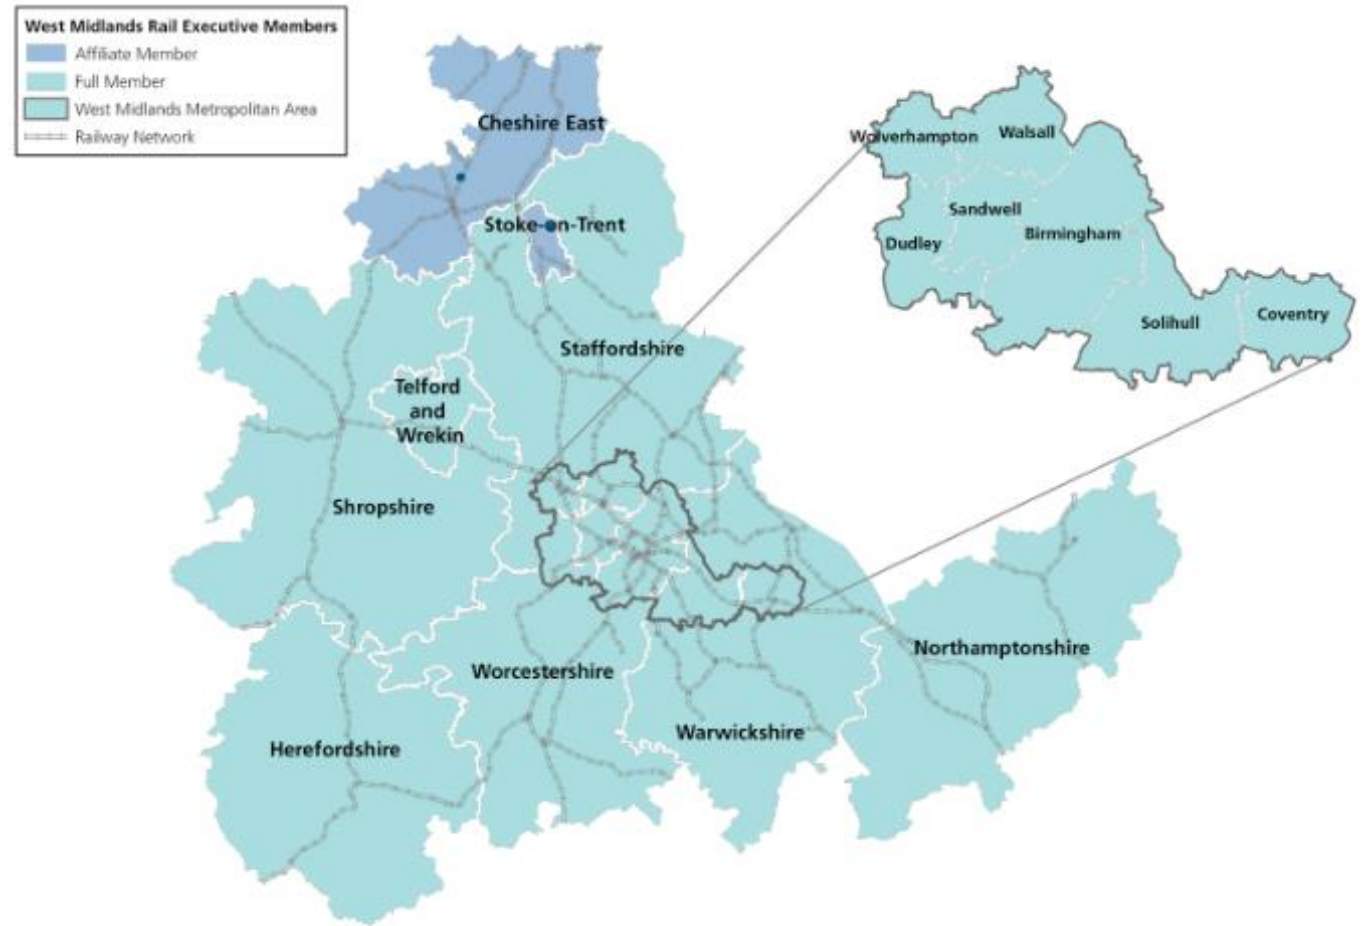 West Midlands Rail Executive Members
Affiliate Member
Full Member
West Midlands Metropolitan Area
Railway Network
Cheshire East
Stoke-on-Trent
Staffordshire
Telford
and
Wrekin
Shropshire
Worcestershire
Herefordshire
Warwickshire
Northamptonshire
Wolverhampton
Walsall
Sandwell
Birmingham
Dudley
Solihull
Coventry